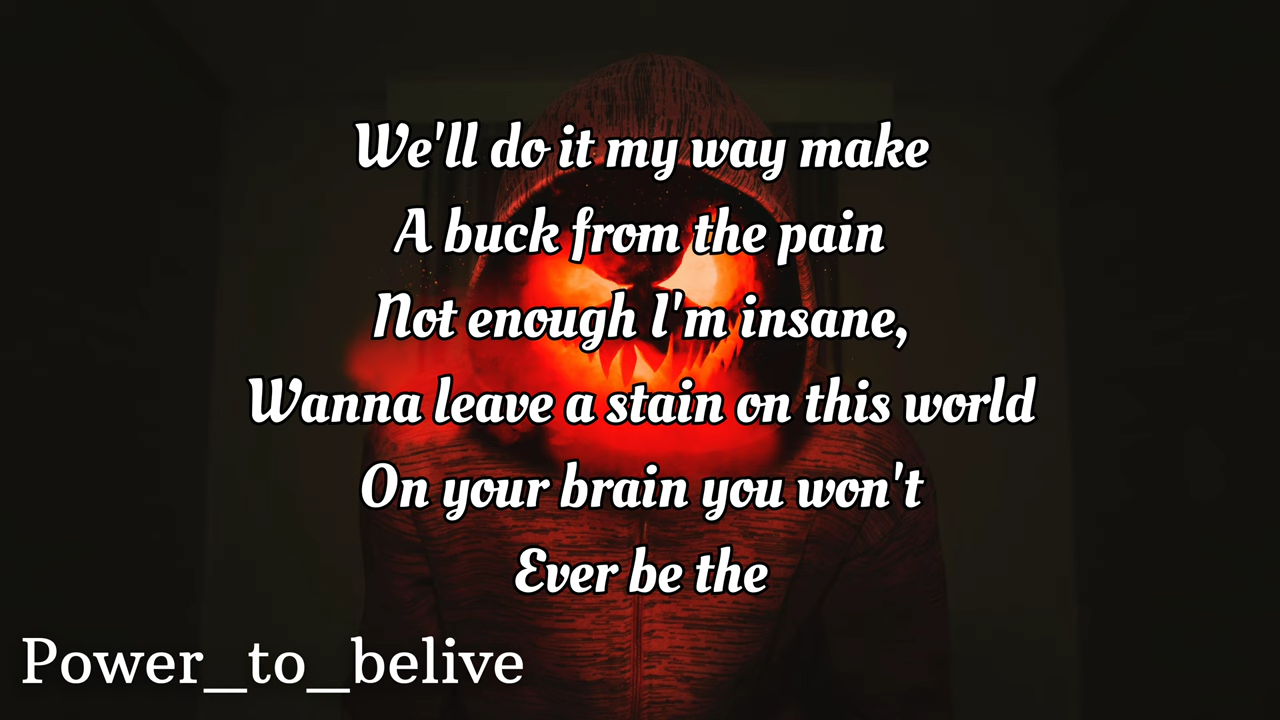 We'll do it my way make
A buck from the pain
Not enough I'm insane,
Wanna leave a stain on this world
On your brain you won't
Ever be the
Power_to_belive